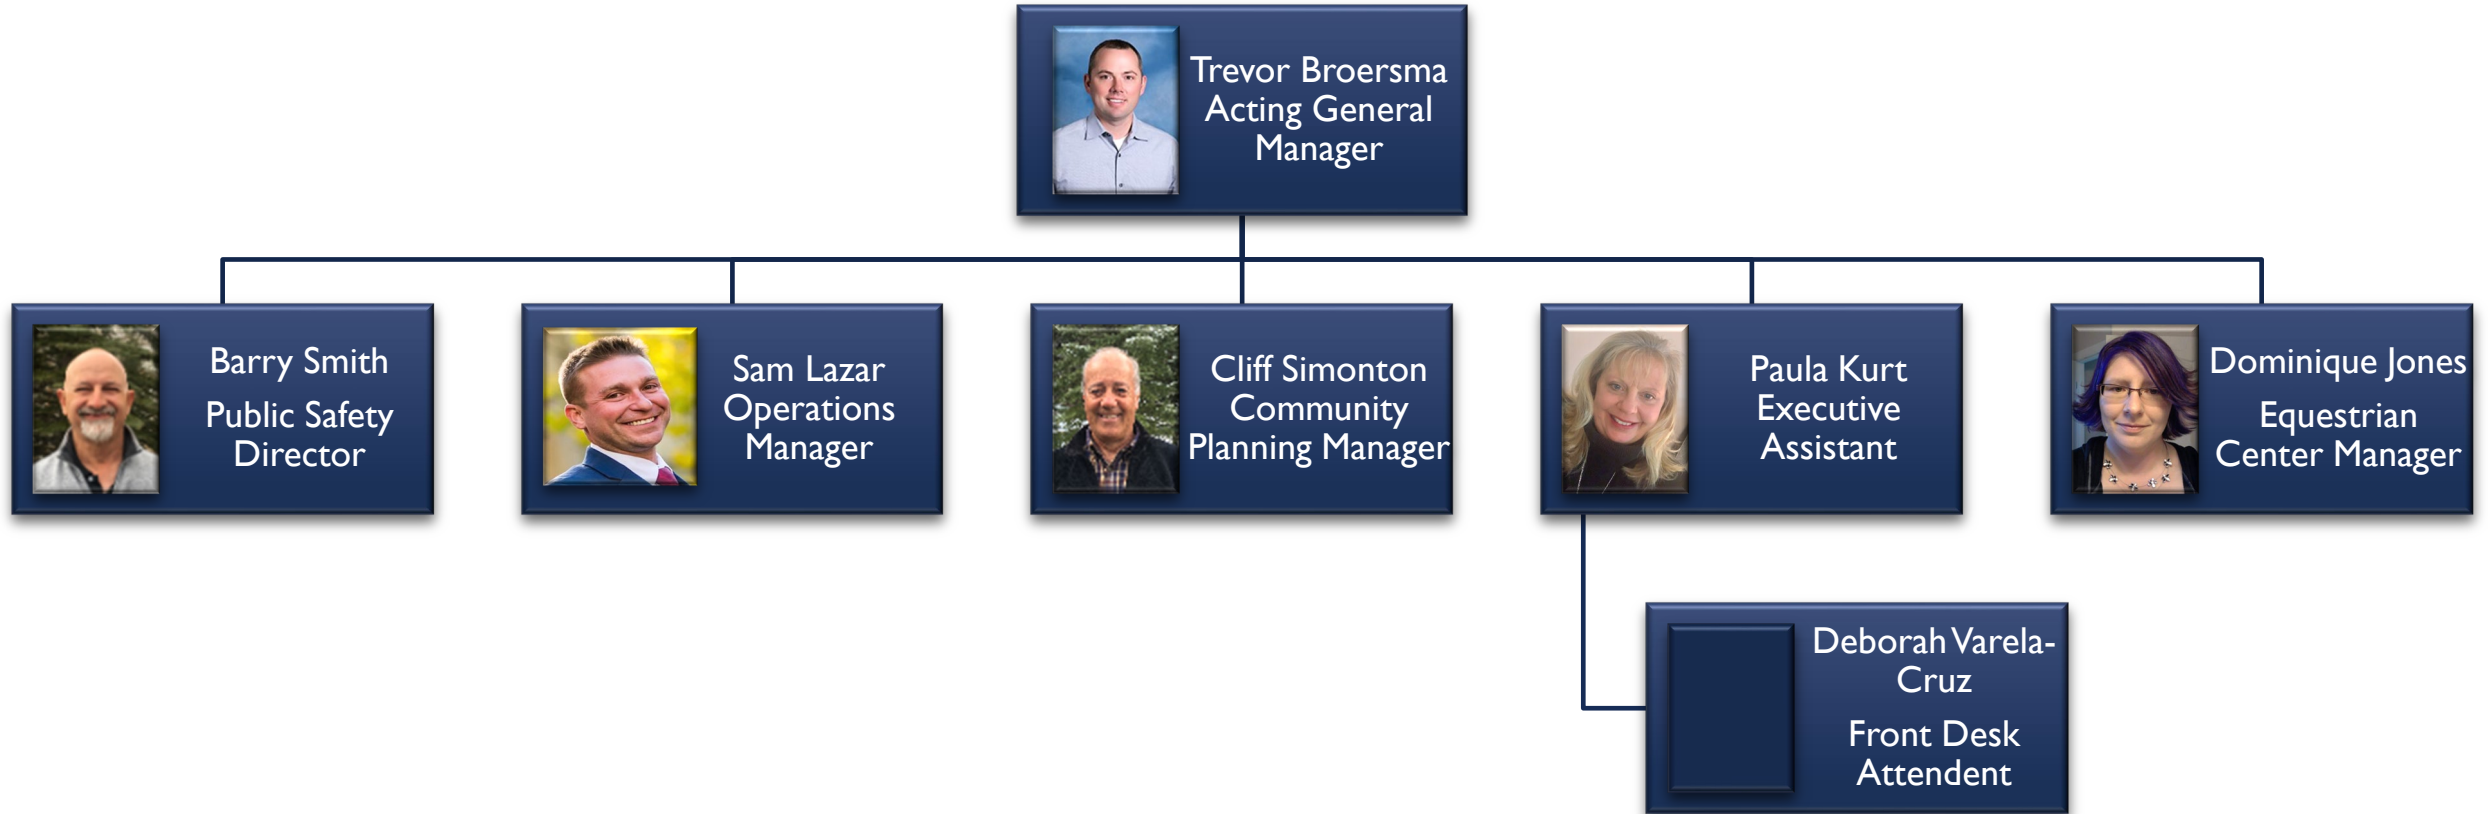 Trevor Broersma
Acting General
Manager
Barry Smith
Public Safety
Director
Sam Lazar
Operations
Manager
Cliff Simonton
Community
Planning Manager
Paula Kurt
Executive
Assistant
Dominique Jones
Equestrian
Center Manager
Deborah Varela-
Cruz
Front Desk
Attendent